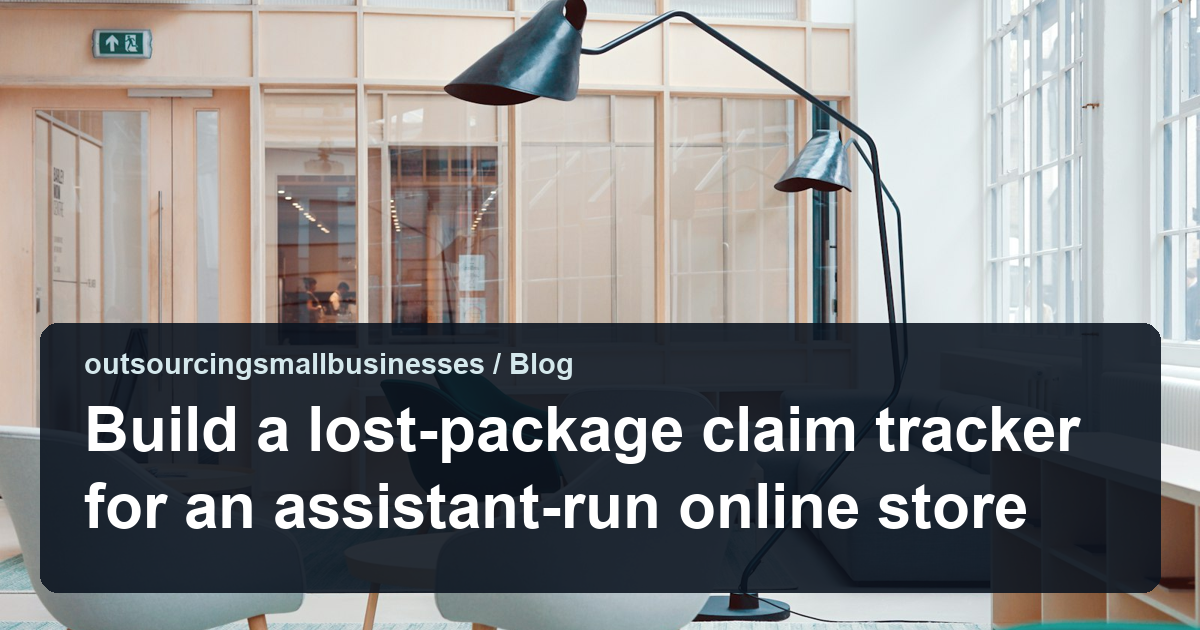 outsourcingsmallbusinesses / Blog
Build a lost-package claim tracker
for an assistant-run online store